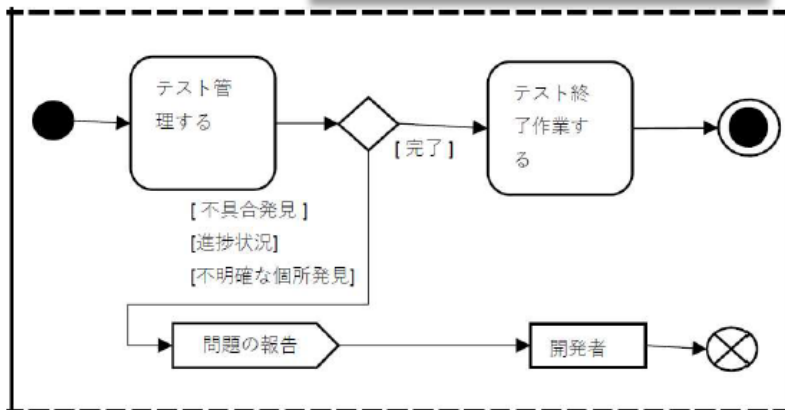 テスト管
理する
テスト終
了作業す
る
[ 完了 ]
[ 不具合発見 ]
[進捗状況]
[不明確な個所発見]
問題の報告
開発者